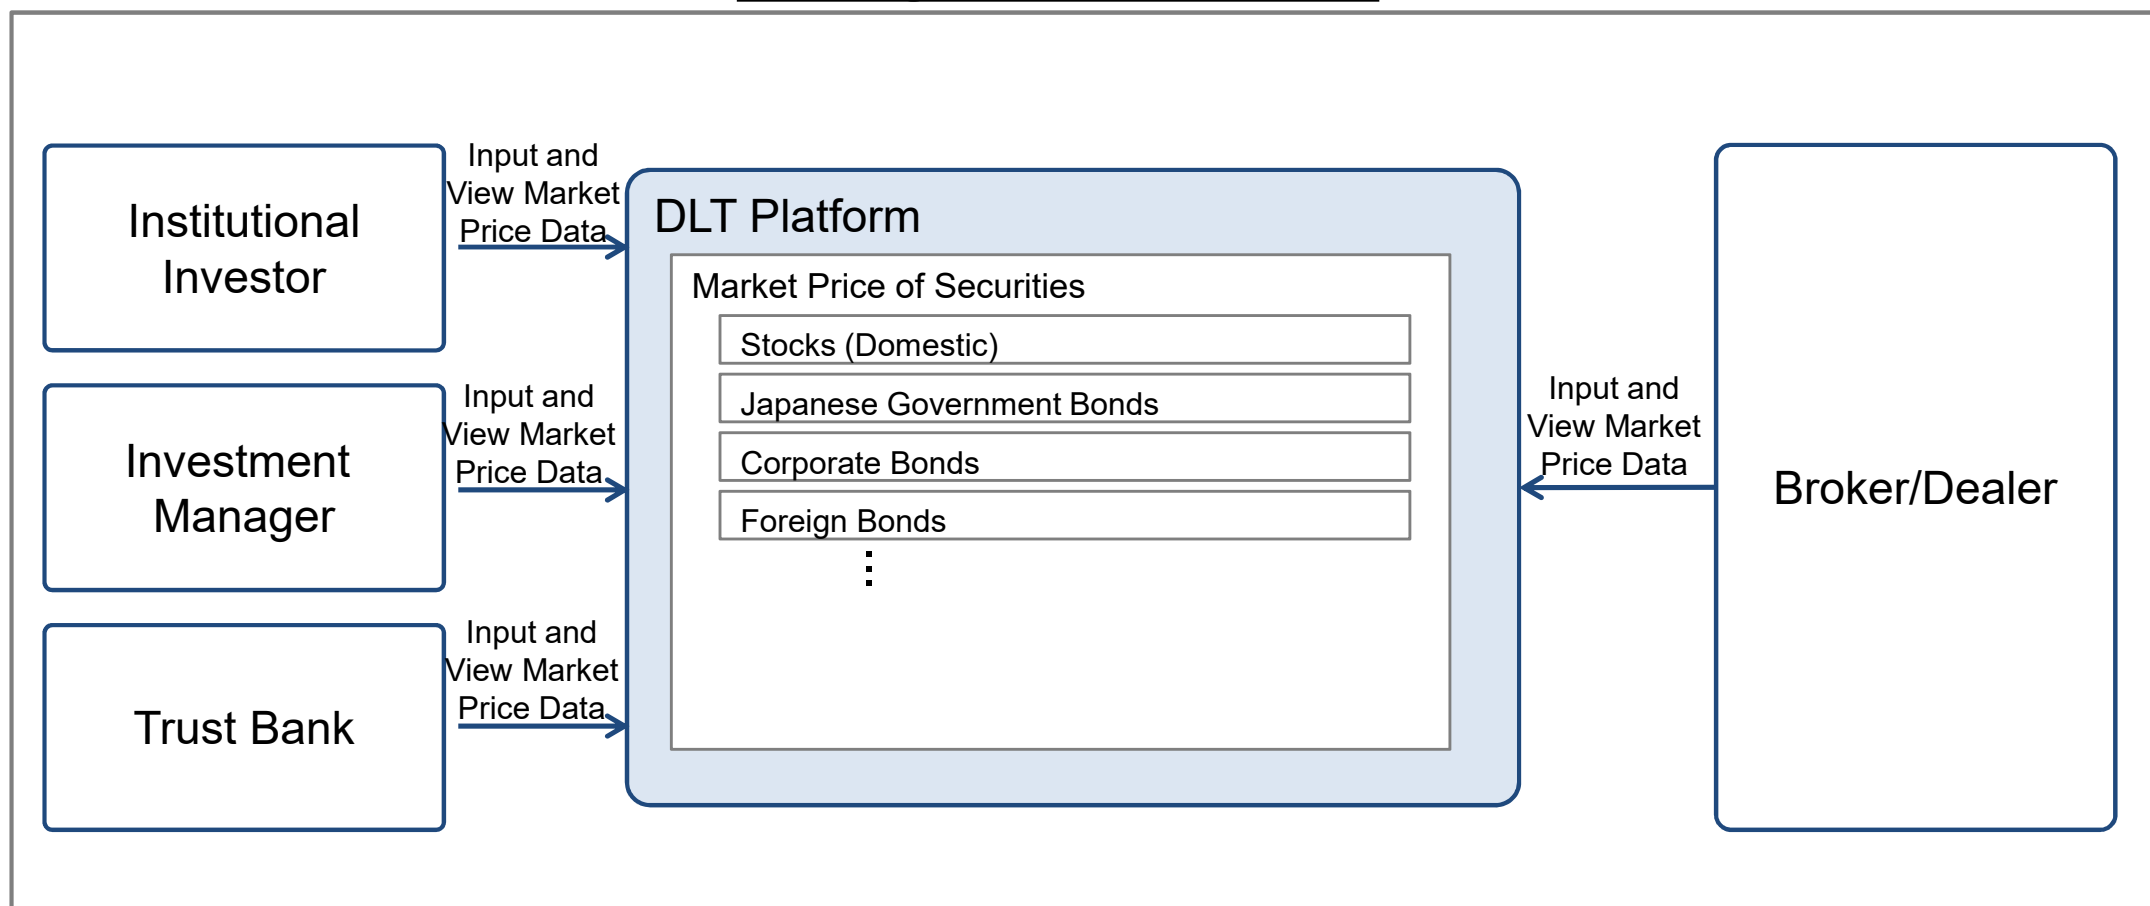 Institutional
Investor
Input and
View Market
Price Data
Investment
Manager
Input and
View Market
Price Data
Trust Bank
Input and
View Market
Price Data
DLT Platform
Market Price of Securities
Stocks (Domestic)
Japanese Government Bonds
Corporate Bonds
Foreign Bonds
Input and
View Market
Price Data
Broker/Dealer